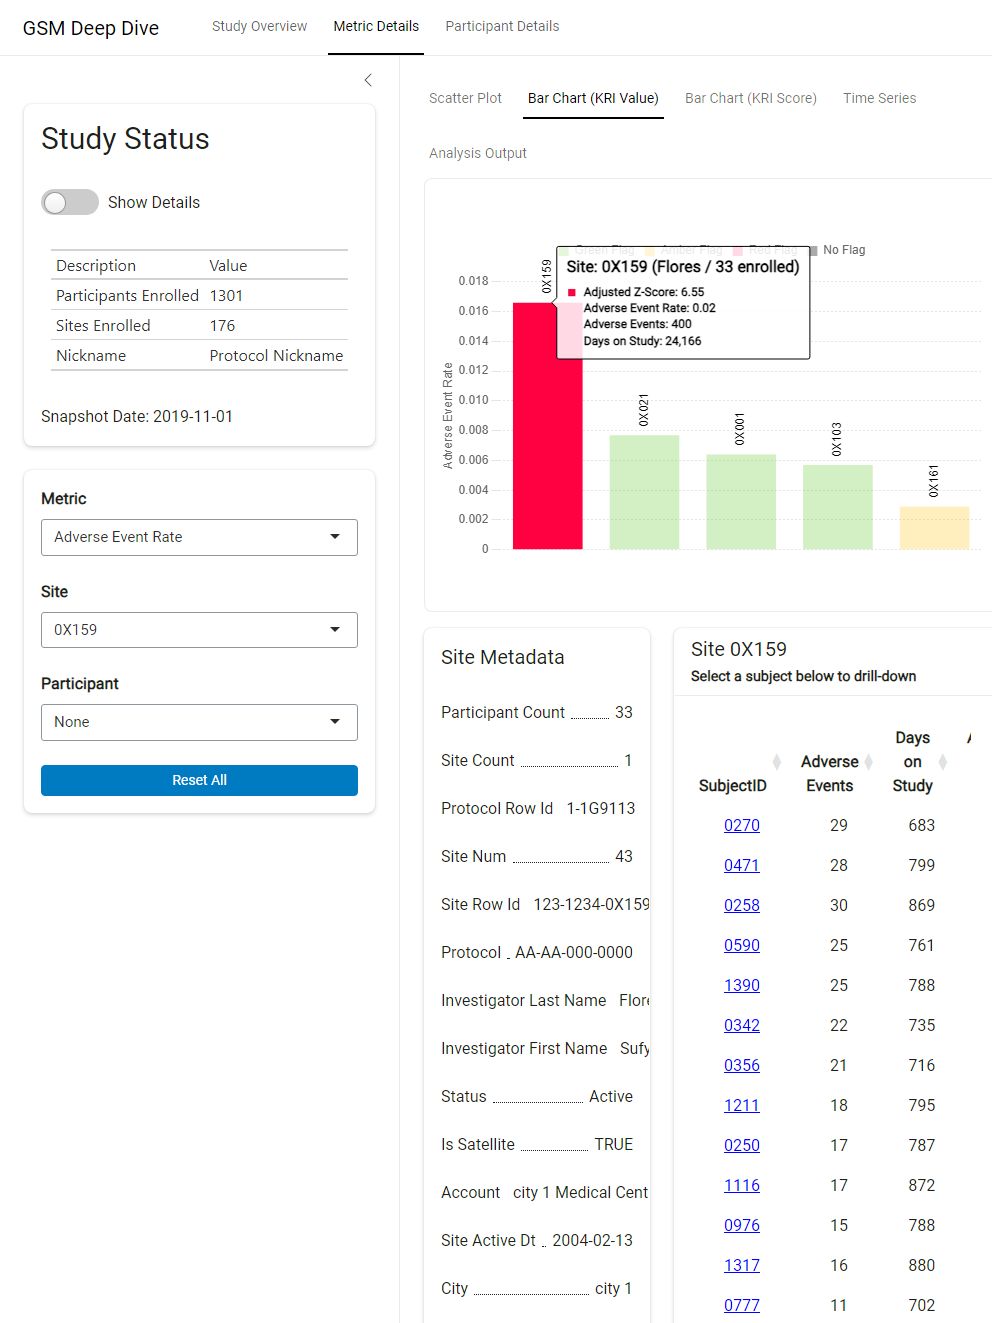 GSM Deep Dive
Study Overview
Metric Details
Participant Details
Study Status
Show Details
Description Value
Participants Enrolled 1301
Sites Enrolled 176
Nickname Protocol Nickname
Snapshot Date: 2019-11-01
Metric
Adverse Event Rate
Site
0X159
Participant
None
Reset All
Scatter Plot
Bar Chart (KRI Value)
Bar Chart (KRI Score)
Time Series
Analysis Output
Green Flag
Amber Flag
Red Flag
No Flag
Site: 0X159 (Flores / 33 enrolled)
Adjusted Z-Score: 6.55
Adverse Event Rate: 0.02
Adverse Events: 400
Days on Study: 24,166
Adverse Event Rate
0.018
0.016
0.014
0.012
0.010
0.008
0.006
0.004
0.002
0
0X159
0X021
0X001
0X103
0X161
Site Metadata
Participant Count 33
Site Count 1
Protocol Row Id 1-1G9113
Site Num 43
Site Row Id 123-1234-0X159
Protocol AA-AA-000-0000
Investigator Last Name Flore
Investigator First Name Sufy
Status Active
Is Satellite TRUE
Account city 1 Medical Cent
Site Active Dt 2004-02-13
City city 1
Site 0X159
Select a subject below to drill-down
SubjectID
Adverse
Events
Days
on
Study
0270 29 683
0471 28 799
0258 30 869
0590 25 761
1390 25 788
0342 22 735
0356 21 716
1211 18 795
0250 17 787
1116 17 872
0976 15 788
1317 16 880
0777 11 702